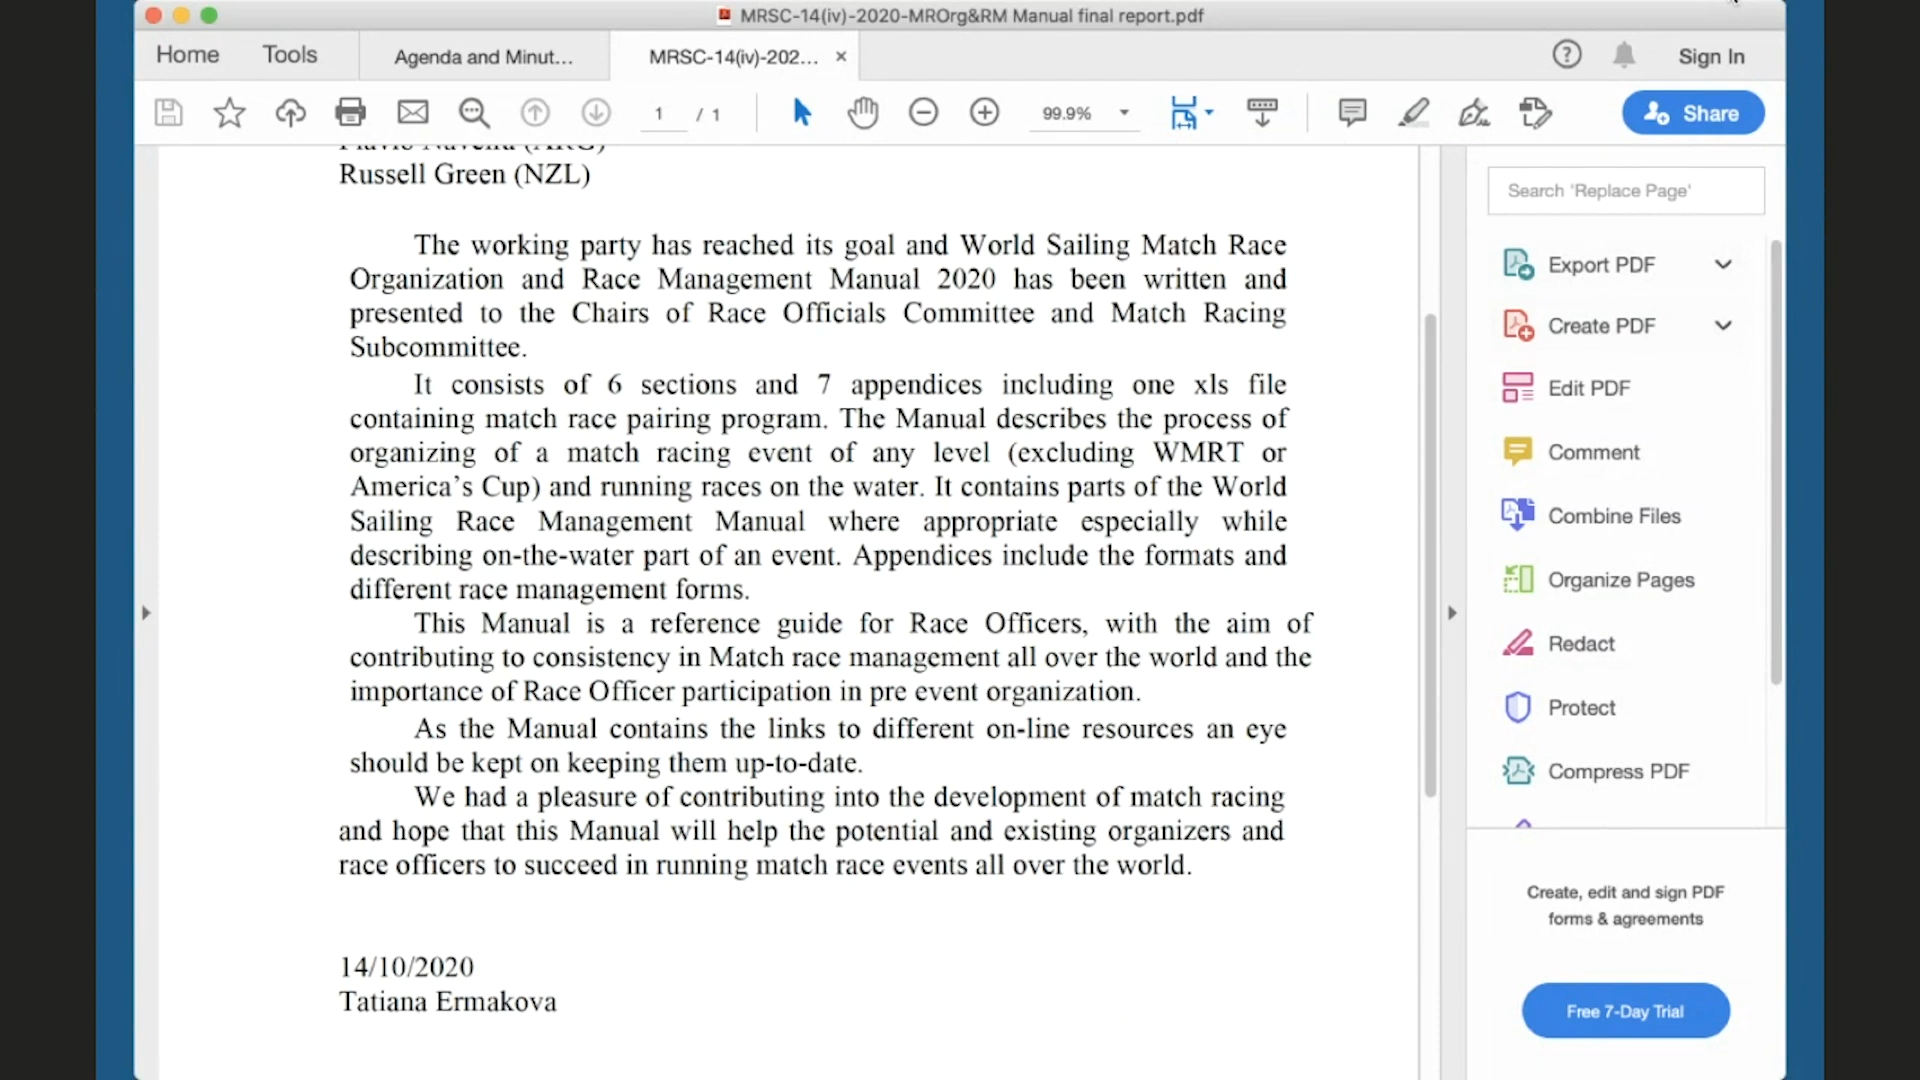 MRSC-14(iv)-2020-MROrg&RM Manual final report.pdf
Home Tools Agenda and Minut... MRSC-14(iv)-202... × Sign In
1 / 1 99.9% Share
Russell Green (NZL)
The working party has reached its goal and World Sailing Match Race
Organization and Race Management Manual 2020 has been written and
presented to the Chairs of Race Officials Committee and Match Racing
Subcommittee.
It consists of 6 sections and 7 appendices including one xls file
containing match race pairing program. The Manual describes the process of
organizing of a match racing event of any level (excluding WMRT or
America's Cup) and running races on the water. It contains parts of the World
Sailing Race Management Manual where appropriate especially while
describing on-the-water part of an event. Appendices include the formats and
different race management forms.
This Manual is a reference guide for Race Officers, with the aim of
contributing to consistency in Match race management all over the world and the
importance of Race Officer participation in pre event organization.
As the Manual contains the links to different on-line resources an eye
should be kept on keeping them up-to-date.
We had a pleasure of contributing into the development of match racing
and hope that this Manual will help the potential and existing organizers and
race officers to succeed in running match race events all over the world.
14/10/2020
Tatiana Ermakova
Search 'Replace Page'
Export PDF
Create PDF
Edit PDF
Comment
Combine Files
Organize Pages
Redact
Protect
Compress PDF
Create, edit and sign PDF
forms & agreements
Free 7-Day Trial